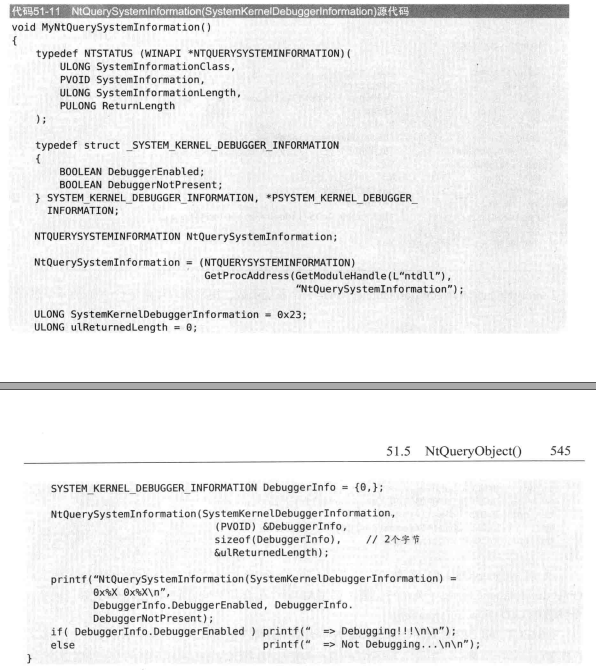 代码51-11 NtQuerySystemInformation(SystemKernelDebuggerInformation)源代码
void MyNtQuerySystemInformation()
{
    typedef NTSTATUS (WINAPI *NTQUERYSYSTEMINFORMATION)(
        ULONG SystemInformationClass,
        PVOID SystemInformation,
        ULONG SystemInformationLength,
        PULONG ReturnLength
    );
    typedef struct _SYSTEM_KERNEL_DEBUGGER_INFORMATION
    {
        BOOLEAN DebuggerEnabled;
        BOOLEAN DebuggerNotPresent;
    } SYSTEM_KERNEL_DEBUGGER_INFORMATION, *PSYSTEM_KERNEL_DEBUGGER_
      INFORMATION;
    NTQUERYSYSTEMINFORMATION NtQuerySystemInformation;
    NtQuerySystemInformation = (NTQUERYSYSTEMINFORMATION)
                               GetProcAddress(GetModuleHandle(L“ntdll”),
                                              “NtQuerySystemInformation”);
    ULONG SystemKernelDebuggerInformation = 0x23;
    ULONG ulReturnedLength = 0;
51.5 NtQueryObject() 545
    SYSTEM_KERNEL_DEBUGGER_INFORMATION DebuggerInfo = {0,};
    NtQuerySystemInformation(SystemKernelDebuggerInformation,
                             (PVOID) &DebuggerInfo,
                             sizeof(DebuggerInfo),    // 2个字节
                             &ulReturnedLength);
    printf(“NtQuerySystemInformation(SystemKernelDebuggerInformation) =
           0x%X 0x%X\n”,
           DebuggerInfo.DebuggerEnabled, DebuggerInfo.
           DebuggerNotPresent);
    if( DebuggerInfo.DebuggerEnabled ) printf(“  => Debugging!!!\n\n”);
    else                               printf(“  => Not Debugging...\n\n”);
}